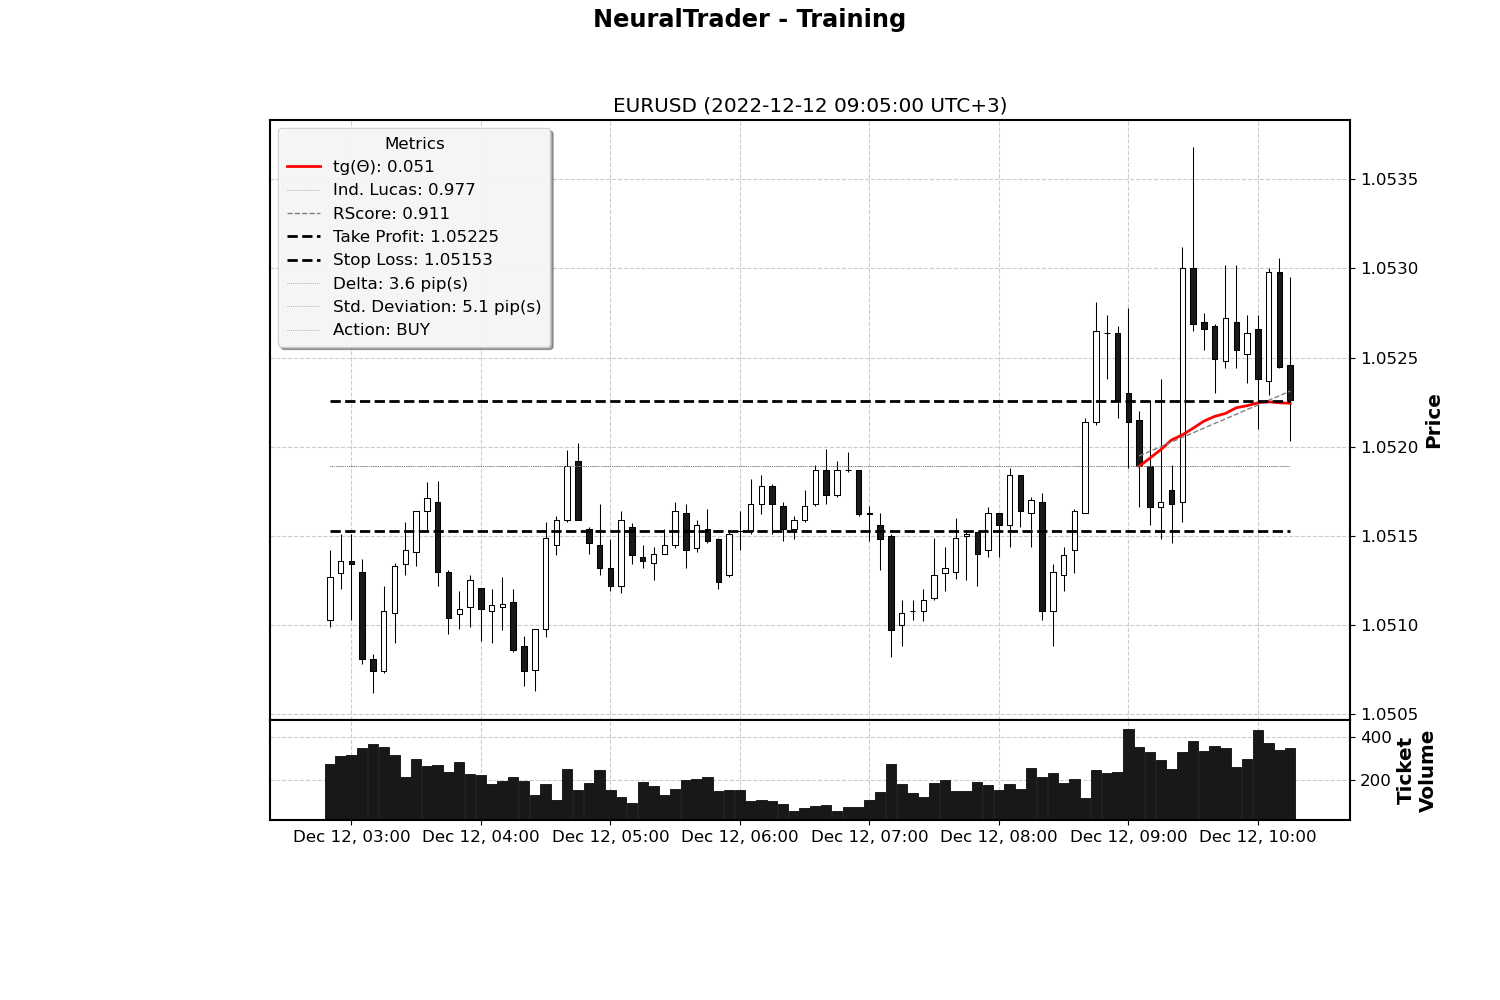 NeuralTrader - Training
EURUSD (2022-12-12 09:05:00 UTC+3)
Metrics
tg(Θ): 0.051
Ind. Lucas: 0.977
RScore: 0.911
Take Profit: 1.05225
Stop Loss: 1.05153
Delta: 3.6 pip(s)
Std. Deviation: 5.1 pip(s)
Action: BUY
1.0535
1.0530
1.0525
1.0520
1.0515
1.0510
1.0505
Price
400
200
Ticket
Volume
Dec 12, 03:00
Dec 12, 04:00
Dec 12, 05:00
Dec 12, 06:00
Dec 12, 07:00
Dec 12, 08:00
Dec 12, 09:00
Dec 12, 10:00